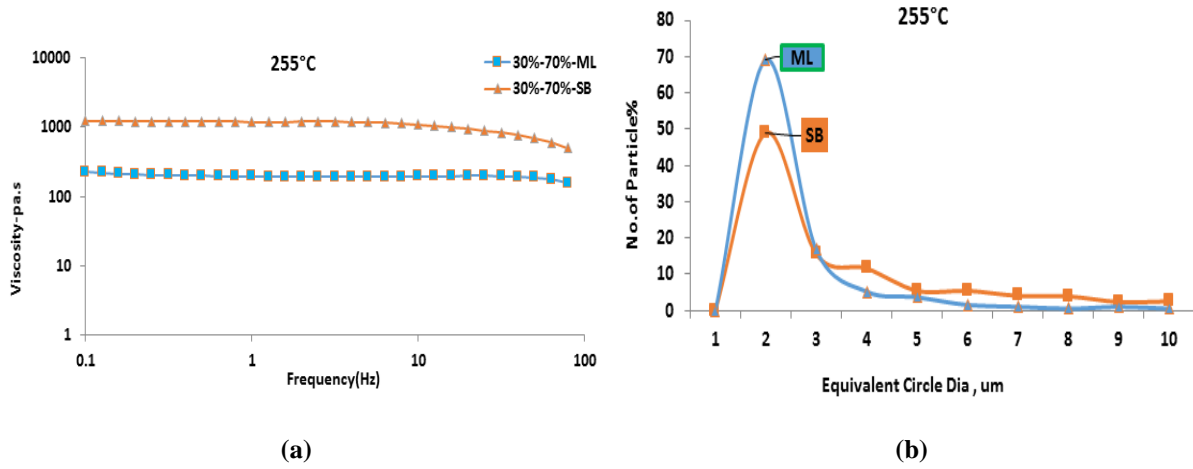 255°C
30%-70%-ML
30%-70%-SB
Viscosity-pa.s
10000
1000
100
10
1
0.1 1 10 100
Frequency(Hz)
(a)
255°C
ML
SB
No.of Particle%
80
70
60
50
40
30
20
10
0
1 2 3 4 5 6 7 8 9 10
Equivalent Circle Dia , um
(b)